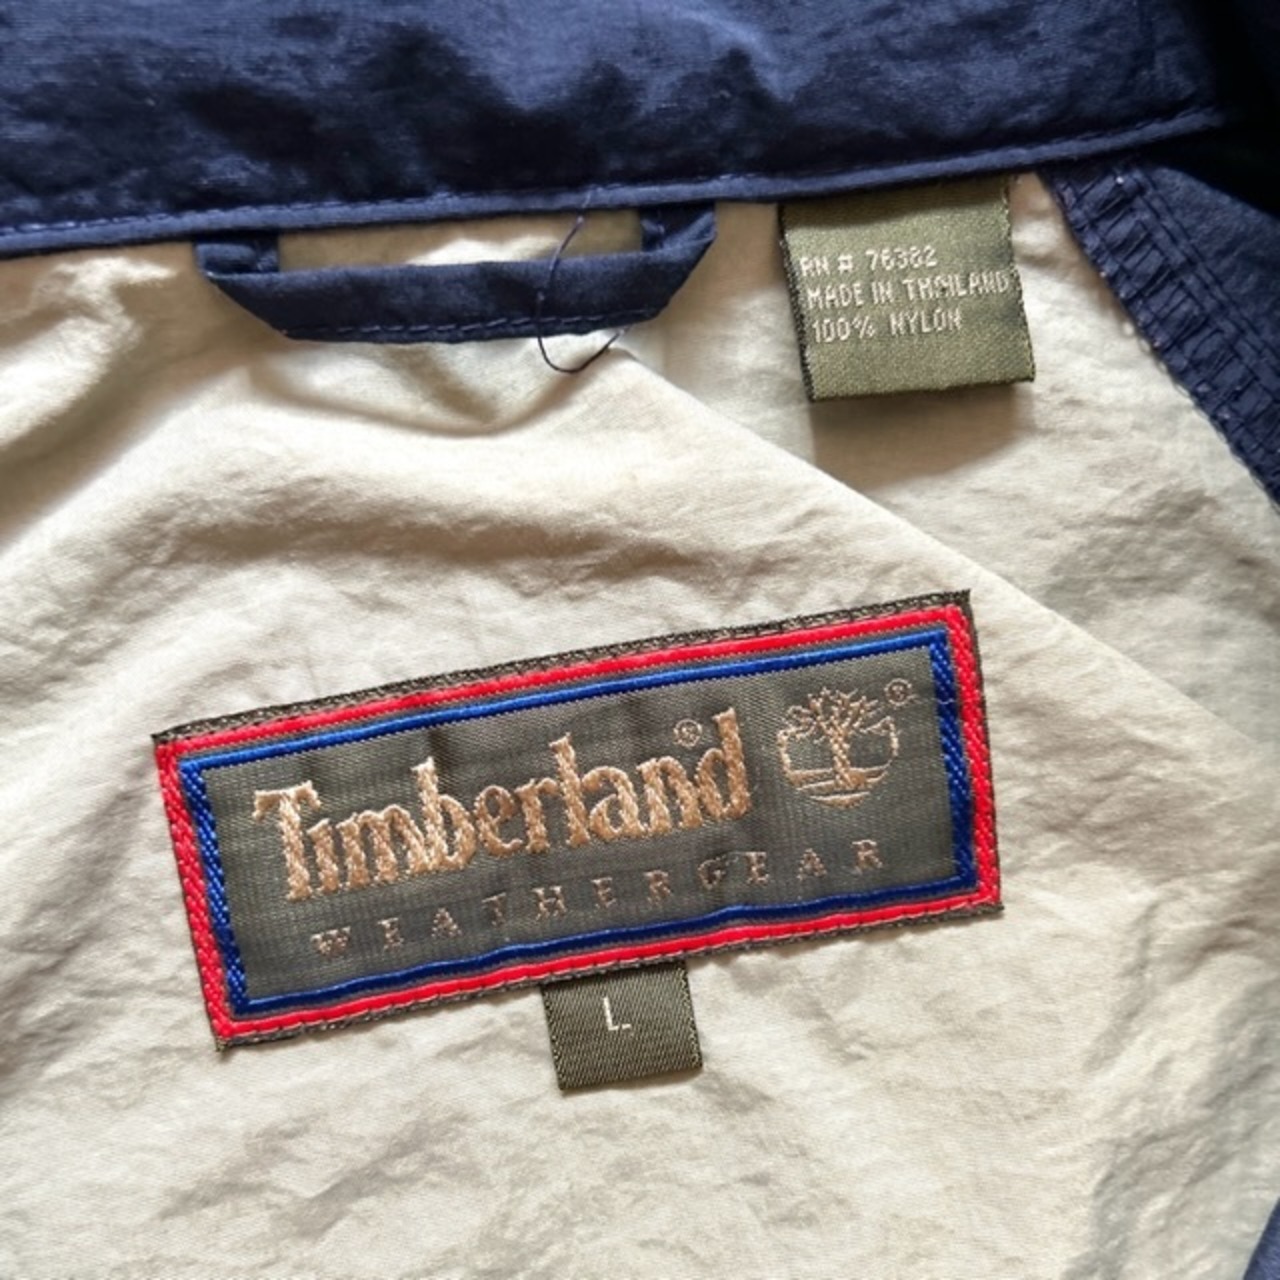 RN # 76382
MADE IN THAILAND
100% NYLON
Timberland®
®
WEATHERGEAR
L